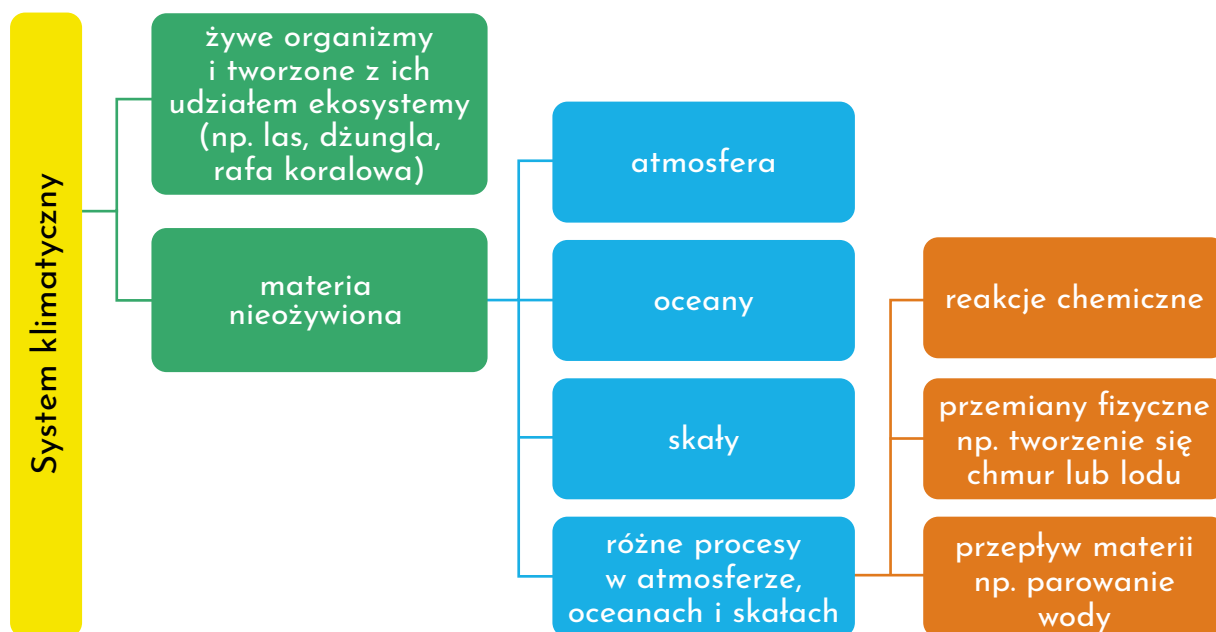 System klimatyczny
żywe organizmy
i tworzone z ich
udziałem ekosystemy
(np. las, dżungla,
rafa koralowa)
materia
nieożywiona
atmosfera
oceany
skały
różne procesy
w atmosferze,
oceanach i skałach
reakcje chemiczne
przemiany fizyczne
np. tworzenie się
chmur lub lodu
przepływ materii
np. parowanie
wody